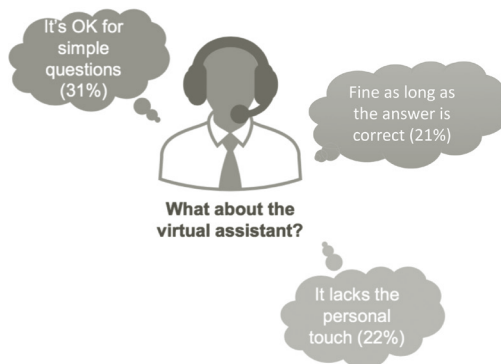 It's OK for
simple
questions
(31%)
Fine as long as
the answer is
correct (21%)
What about the
virtual assistant?
It lacks the
personal
touch (22%)